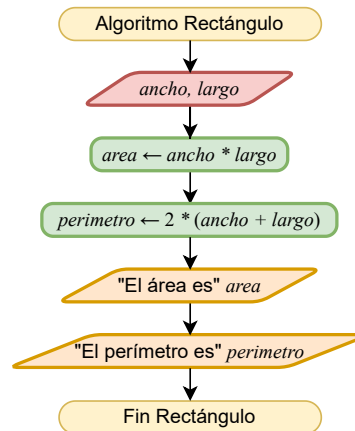 Algoritmo Rectángulo
ancho, largo
area ← ancho * largo
perimetro ← 2 * (ancho + largo)
"El área es" area
"El perímetro es" perimetro
Fin Rectángulo